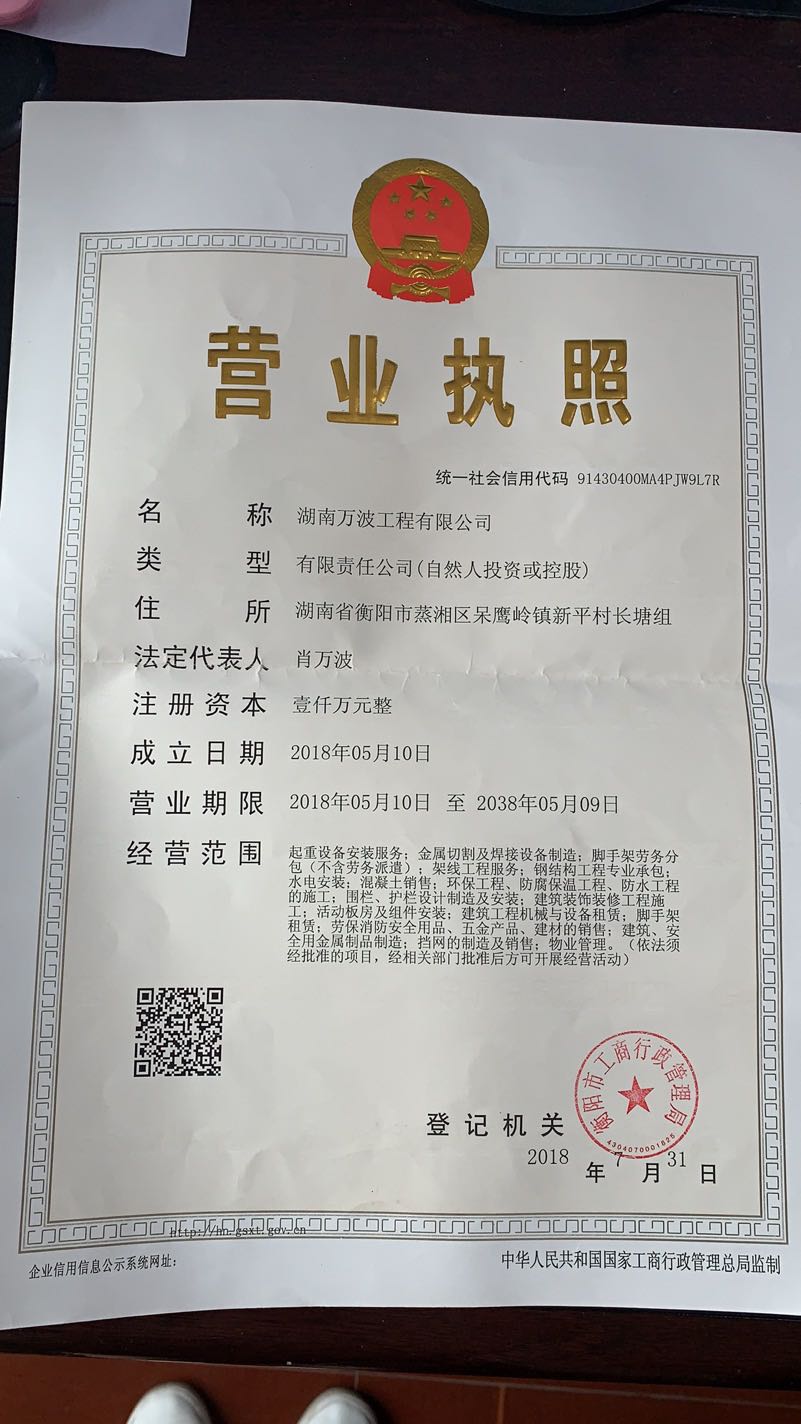 营业执照
统一社会信用代码 91430400MA4PJW9L7R
名称 湖南万波工程有限公司
类型 有限责任公司(自然人投资或控股)
住所 湖南省衡阳市蒸湘区呆鹰岭镇新平村长塘组
法定代表人 肖万波
注册资本 壹仟万元整
成立日期 2018年05月10日
营业期限 2018年05月10日 至 2038年05月09日
经营范围 起重设备安装服务；金属切割及焊接设备制造；脚手架劳务分
包（不含劳务派遣）；架线工程服务；钢结构工程专业承包；
水电安装；混凝土销售；环保工程、防腐保温工程、防水工程
的施工；围栏、护栏设计制造及安装；建筑装饰装修工程施
工；活动板房及组件安装；建筑工程机械与设备租赁；脚手架
租赁；劳保消防安全用品、五金产品、建材的销售；建筑、安
全用金属制品制造；挡网的制造及销售；物业管理。（依法须
经批准的项目，经相关部门批准后方可开展经营活动）
衡阳市工商行政管理局
4304070001826
登记机关
2018年7月31日
http://hn.gsxt.gov.cn
企业信用信息公示系统网址：
中华人民共和国国家工商行政管理总局监制